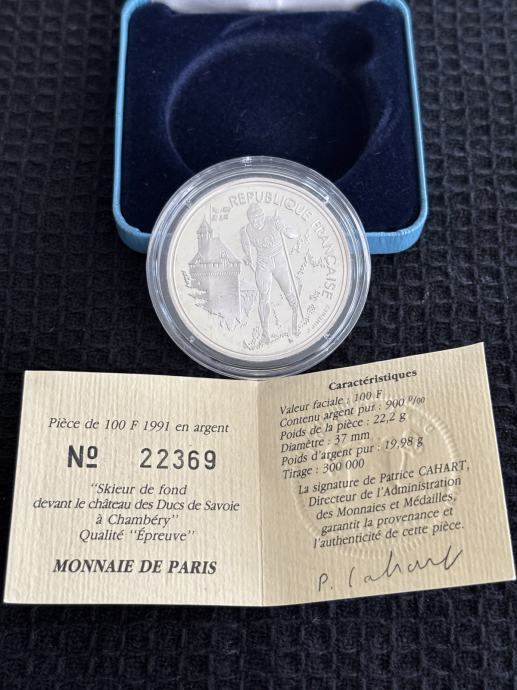 REPUBLIQUE FRANÇAISE
Pièce de 100 F 1991 en argent
Nº 22369
"Skieur de fond
devant le château des Ducs de Savoie
à Chambéry"
Qualité "Épreuve"
MONNAIE DE PARIS
Caractéristiques
Valeur faciale : 100 F
Contenu argent pur : 900 º/oo
Poids de la pièce : 22,2 g
Diamètre : 37 mm
Poids d'argent pur : 19,98 g
Tirage : 300 000
La signature de Patrice CAHART,
Directeur de l'Administration
des Monnaies et Médailles,
garantit la provenance et
l'authenticité de cette pièce.
P. Cahart